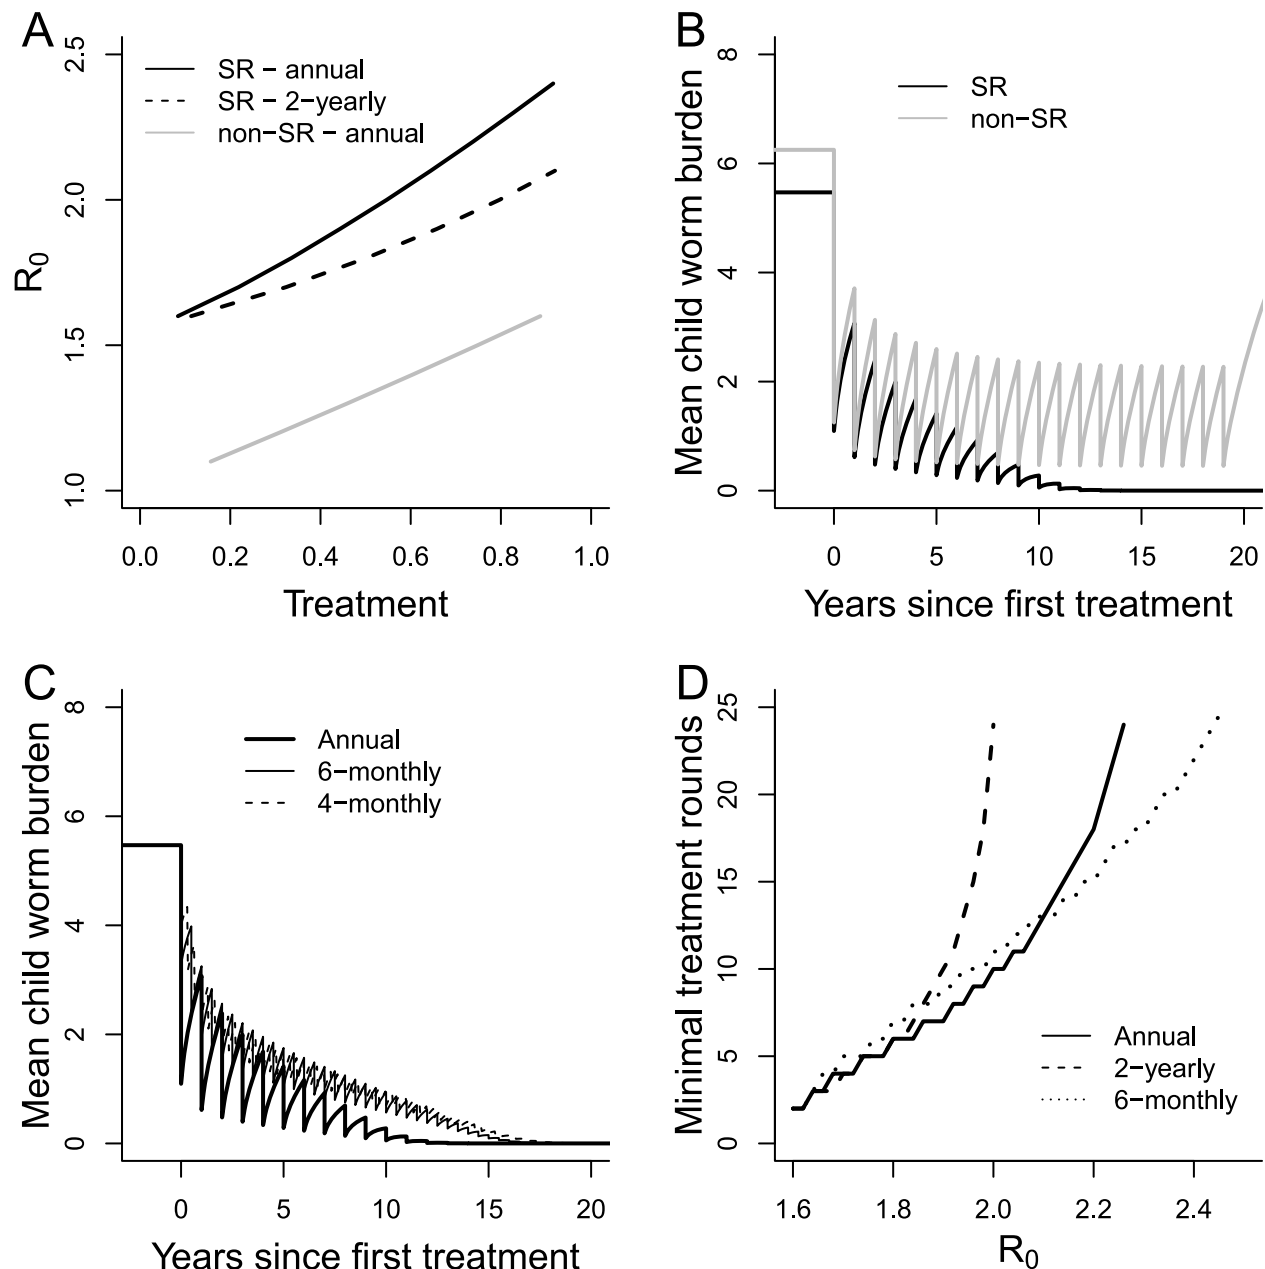 A
R0
2.5
2.0
1.5
1.0
SR − annual
SR − 2−yearly
non−SR − annual
0.0 0.2 0.4 0.6 0.8 1.0
Treatment
B
Mean child worm burden
8
6
4
2
0
SR
non−SR
0 5 10 15 20
Years since first treatment
C
Mean child worm burden
8
6
4
2
0
Annual
6−monthly
4−monthly
0 5 10 15 20
Years since first treatment
D
Minimal treatment rounds
25
20
15
10
5
0
Annual
2−yearly
6−monthly
1.6 1.8 2.0 2.2 2.4
R0